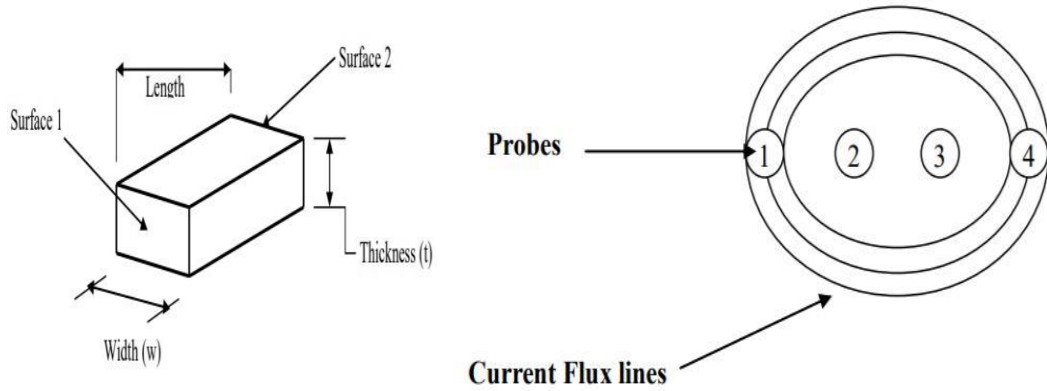 Surface 2
Length
Surface 1
Thickness (t)
Width (w)
Probes
1
2
3
4
Current Flux lines